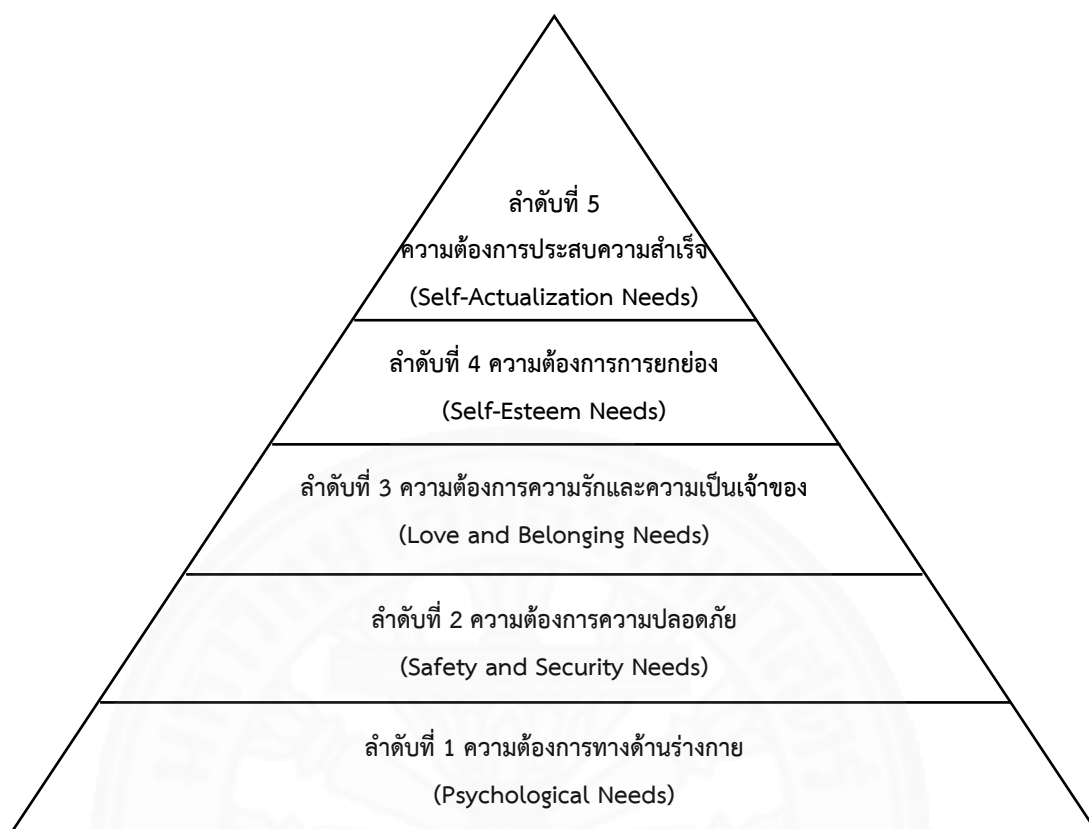 ลำดับที่ 5
ความต้องการประสบความสำเร็จ
(Self-Actualization Needs)
ลำดับที่ 4 ความต้องการการยกย่อง
(Self-Esteem Needs)
ลำดับที่ 3 ความต้องการความรักและความเป็นเจ้าของ
(Love and Belonging Needs)
ลำดับที่ 2 ความต้องการความปลอดภัย
(Safety and Security Needs)
ลำดับที่ 1 ความต้องการทางด้านร่างกาย
(Psychological Needs)